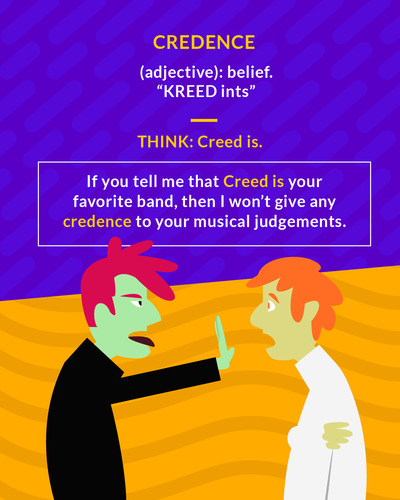 CREDENCE
(adjective): belief.
“KREED ints”
THINK: Creed is.
If you tell me that Creed is your
favorite band, then I won’t give any
credence to your musical judgements.